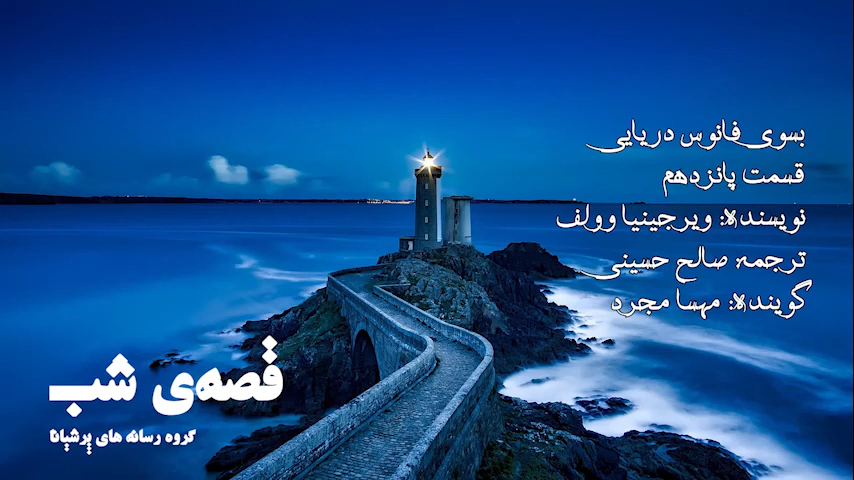 بسوی فانوس دریایی
قسمت پانزدهم
نویسنده: ویرجینیا وولف
ترجمه صالح حسینی
گوینده: مهسا مجرد
قصه‌ی شب
گروه رسانه های پرشیانا